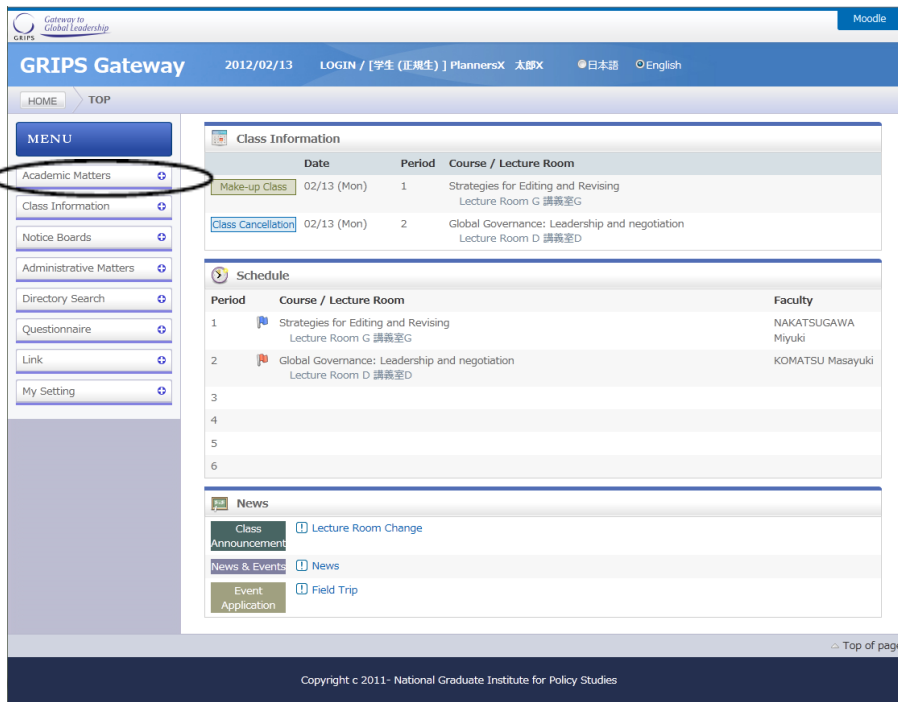 Gateway to
Global Leadership
GRIPS
Moodle
GRIPS Gateway 2012/02/13 LOGIN / [学生 (正規生) ] PlannersX 太郎X 日本語 English
HOME TOP
MENU
Academic Matters
Class Information
Notice Boards
Administrative Matters
Directory Search
Questionnaire
Link
My Setting
Class Information
Date Period Course / Lecture Room
Make-up Class 02/13 (Mon) 1 Strategies for Editing and Revising
Lecture Room G 講義室G
Class Cancellation 02/13 (Mon) 2 Global Governance: Leadership and negotiation
Lecture Room D 講義室D
Schedule
Period Course / Lecture Room Faculty
1 Strategies for Editing and Revising NAKATSUGAWA
Lecture Room G 講義室G Miyuki
2 Global Governance: Leadership and negotiation KOMATSU Masayuki
Lecture Room D 講義室D
3
4
5
6
News
Class
Announcement
Lecture Room Change
News & Events News
Event
Application
Field Trip
Top of page
Copyright c 2011- National Graduate Institute for Policy Studies